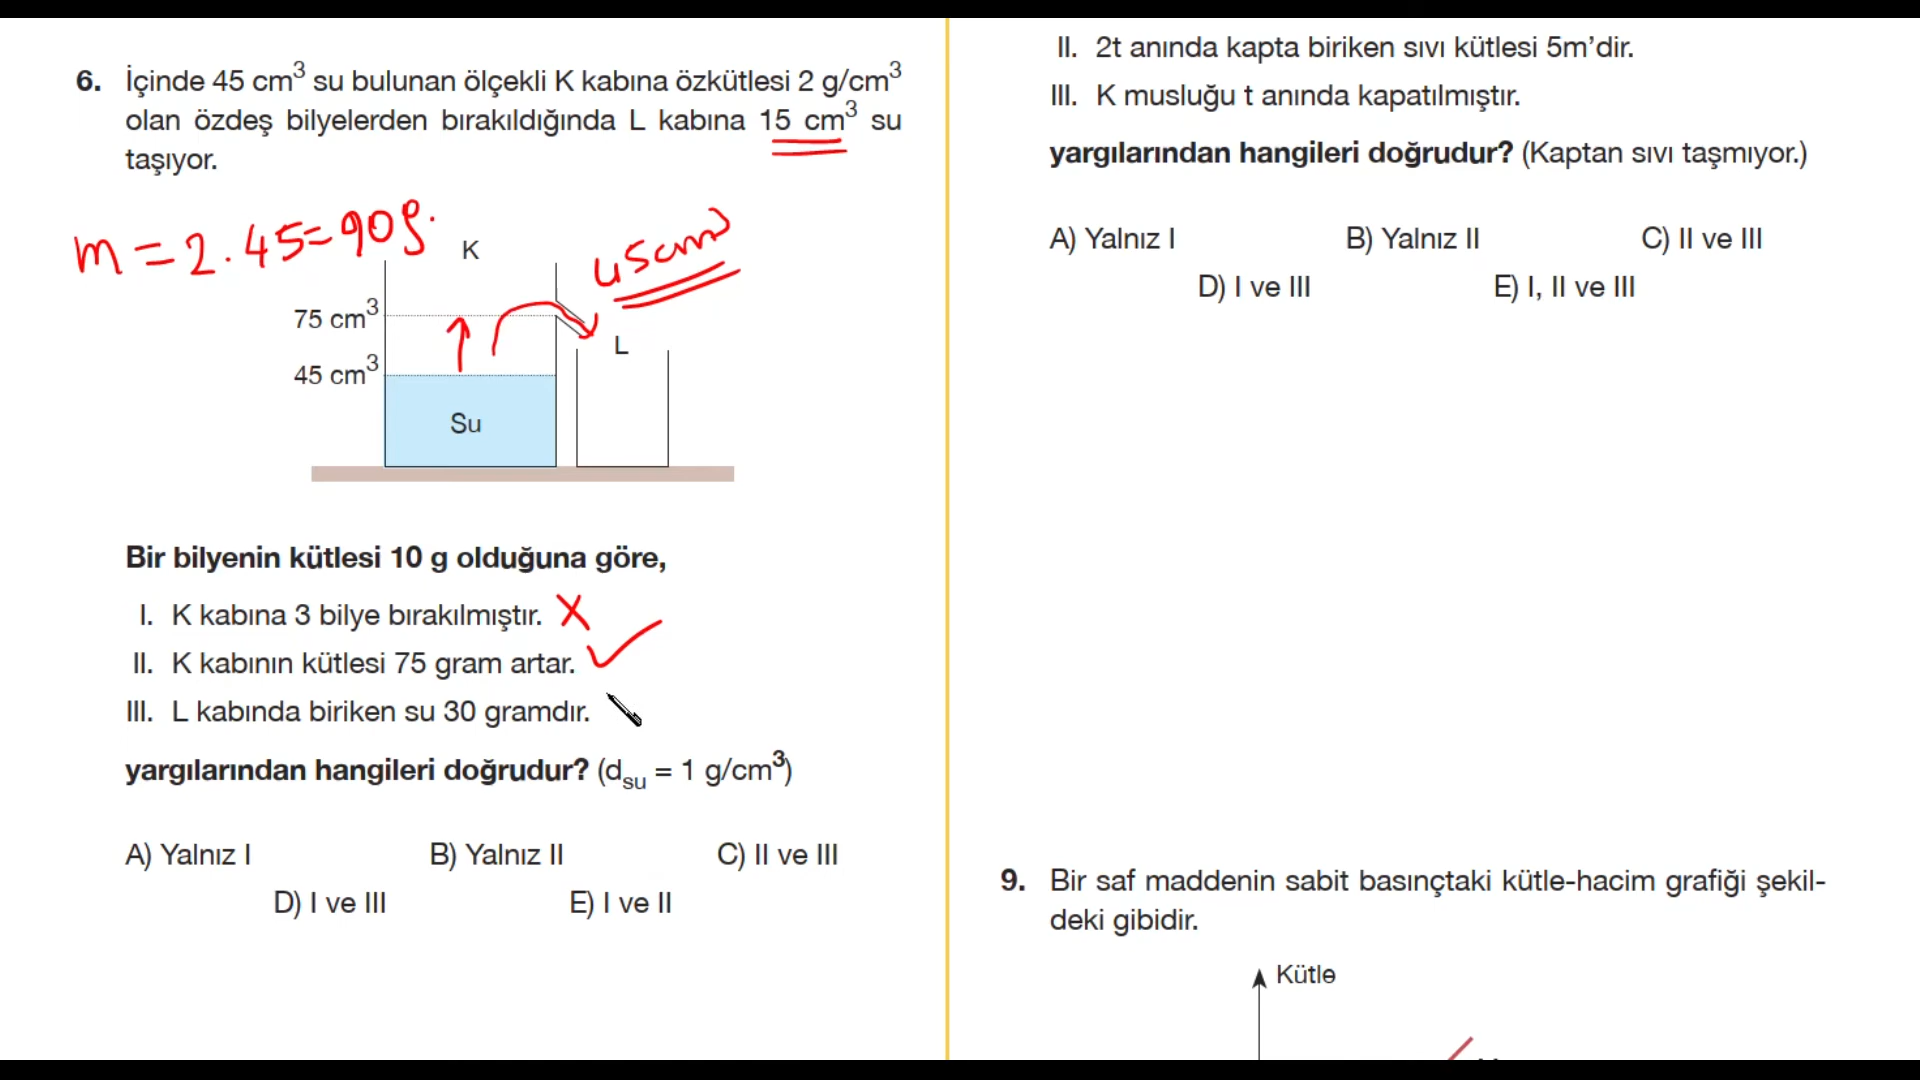 6. İçinde 45 cm³ su bulunan ölçekli K kabına özkütlesi 2 g/cm³
olan özdeş bilyelerden bırakıldığında L kabına 15 cm³ su
taşıyor.
m = 2.45 = 90g.
K
45cm³
75 cm³
L
45 cm³
Su
Bir bilyenin kütlesi 10 g olduğuna göre,
I. K kabına 3 bilye bırakılmıştır. X
II. K kabının kütlesi 75 gram artar. ✓
III. L kabında biriken su 30 gramdır.
yargılarından hangileri doğrudur? (dsu = 1 g/cm³)
A) Yalnız I B) Yalnız II C) II ve III
D) I ve III E) I ve II
II. 2t anında kapta biriken sıvı kütlesi 5m’dir.
III. K musluğu t anında kapatılmıştır.
yargılarından hangileri doğrudur? (Kaptan sıvı taşmıyor.)
A) Yalnız I B) Yalnız II C) II ve III
D) I ve III E) I, II ve III
9. Bir saf maddenin sabit basınçtaki kütle-hacim grafiği şekil-
deki gibidir.
Kütle